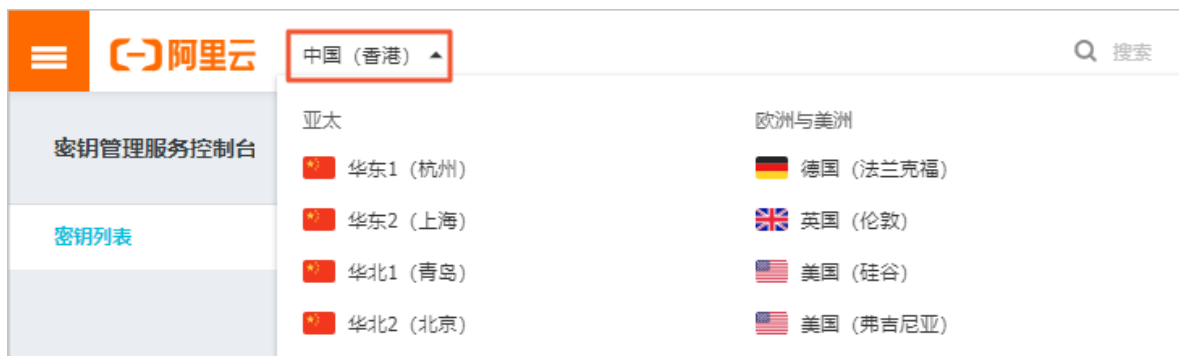 阿里云
中国（香港）
搜索
密钥管理服务控制台
密钥列表
亚太
华东1（杭州）
华东2（上海）
华北1（青岛）
华北2（北京）
欧洲与美洲
德国（法兰克福）
英国（伦敦）
美国（硅谷）
美国（弗吉尼亚）